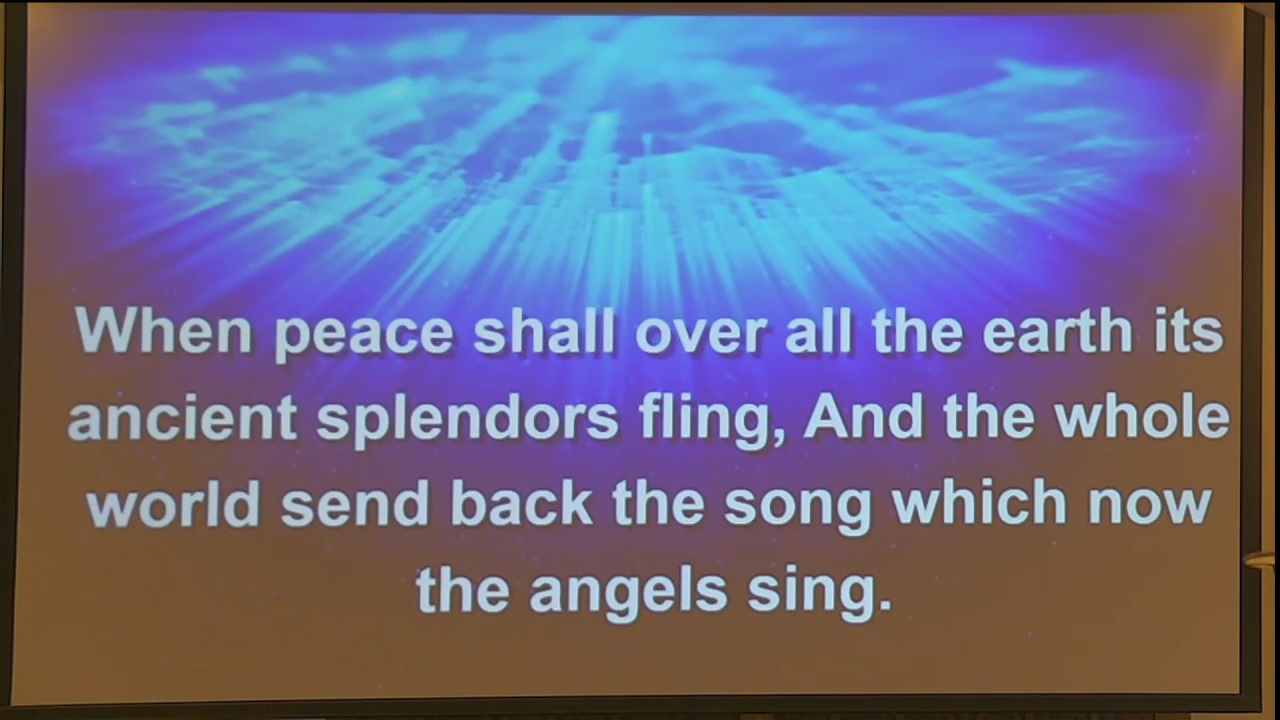 When peace shall over all the earth its
ancient splendors fling, And the whole
world send back the song which now
the angels sing.